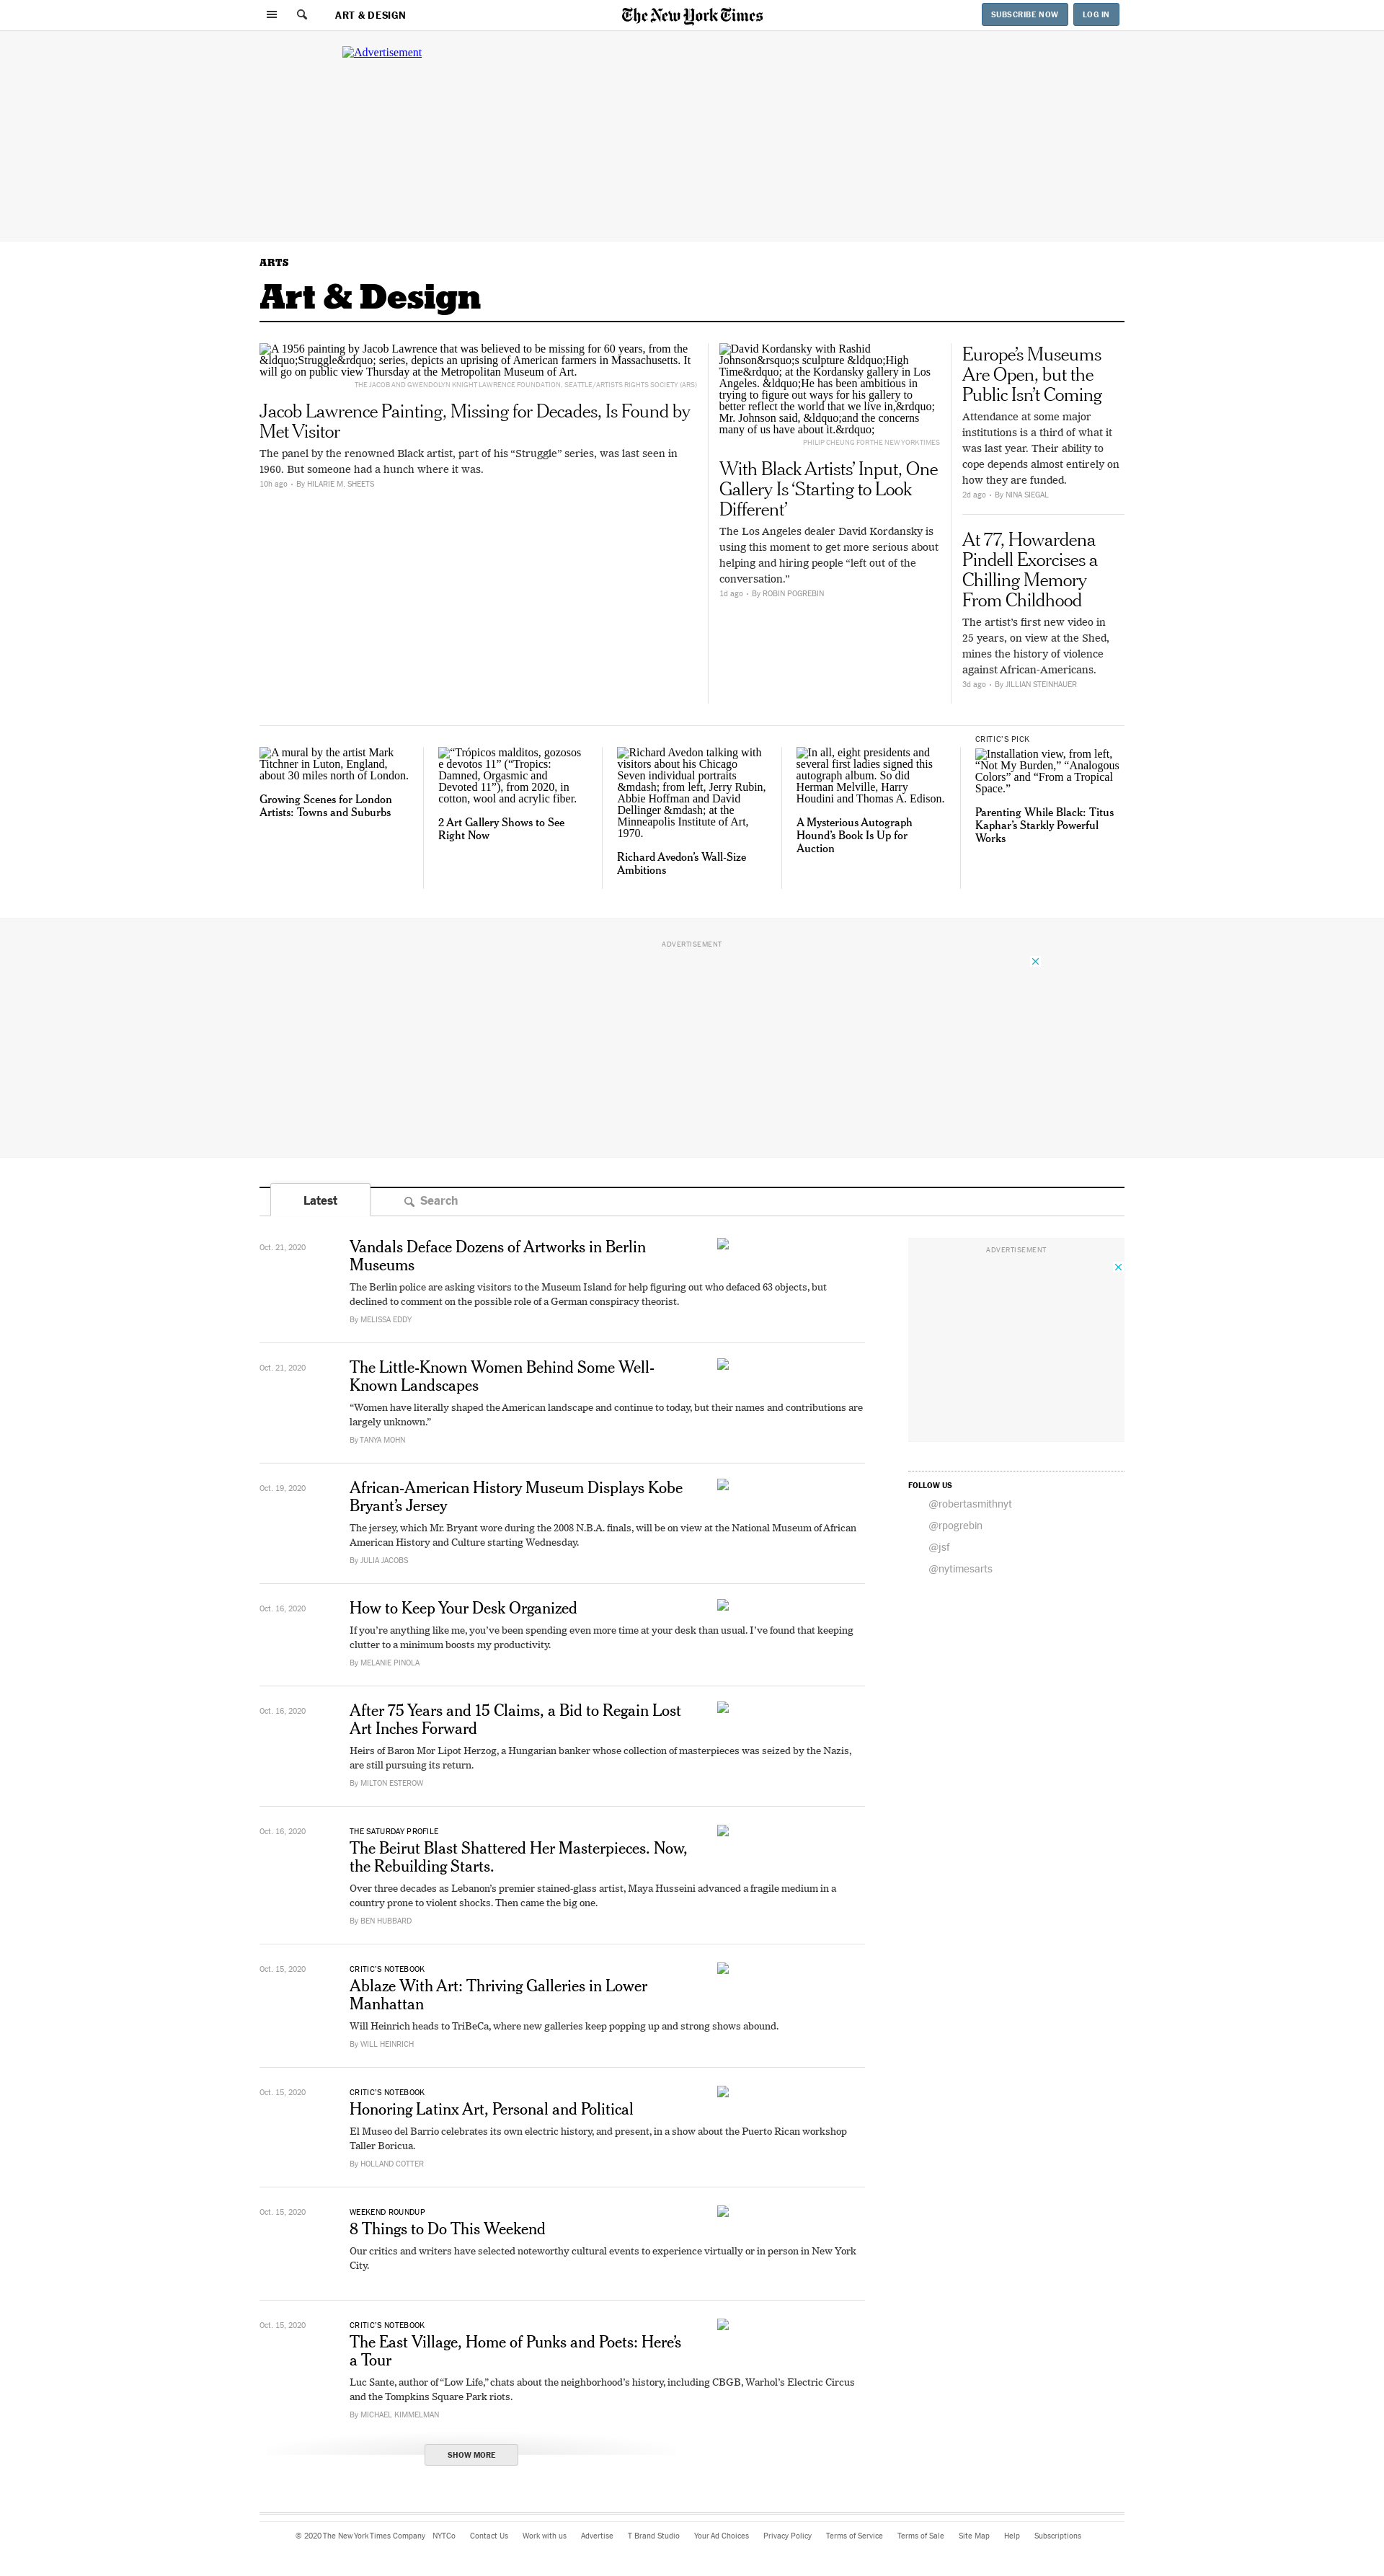 ART & DESIGN
The New York Times
SUBSCRIBE NOW
LOG IN
Advertisement
ARTS
Art & Design
A 1956 painting by Jacob Lawrence that was believed to be missing for 60 years, from the
&ldquo;Struggle&rdquo; series, depicts an uprising of American farmers in Massachusetts. It
will go on public view Thursday at the Metropolitan Museum of Art.
THE JACOB AND GWENDOLYN KNIGHT LAWRENCE FOUNDATION, SEATTLE/ARTISTS RIGHTS SOCIETY (ARS)
Jacob Lawrence Painting, Missing for Decades, Is Found by
Met Visitor
The panel by the renowned Black artist, part of his “Struggle” series, was last seen in
1960. But someone had a hunch where it was.
10h ago • By HILARIE M. SHEETS
David Kordansky with Rashid
Johnson&rsquo;s sculpture &ldquo;High
Time&rdquo; at the Kordansky gallery in Los
Angeles. &ldquo;He has been ambitious in
trying to figure out ways for his gallery to
better reflect the world that we live in,&rdquo;
Mr. Johnson said, &ldquo;and the concerns
many of us have about it.&rdquo;
PHILIP CHEUNG FOR THE NEW YORK TIMES
With Black Artists’ Input, One
Gallery Is ‘Starting to Look
Different’
The Los Angeles dealer David Kordansky is
using this moment to get more serious about
helping and hiring people “left out of the
conversation.”
1d ago • By ROBIN POGREBIN
Europe’s Museums
Are Open, but the
Public Isn’t Coming
Attendance at some major
institutions is a third of what it
was last year. Their ability to
cope depends almost entirely on
how they are funded.
2d ago • By NINA SIEGAL
At 77, Howardena
Pindell Exorcises a
Chilling Memory
From Childhood
The artist’s first new video in
25 years, on view at the Shed,
mines the history of violence
against African-Americans.
3d ago • By JILLIAN STEINHAUER
A mural by the artist Mark
Titchner in Luton, England,
about 30 miles north of London.
Growing Scenes for London
Artists: Towns and Suburbs
“Trópicos malditos, gozosos
e devotos 11” (“Tropics:
Damned, Orgasmic and
Devoted 11”), from 2020, in
cotton, wool and acrylic fiber.
2 Art Gallery Shows to See
Right Now
Richard Avedon talking with
visitors about his Chicago
Seven individual portraits
&mdash; from left, Jerry Rubin,
Abbie Hoffman and David
Dellinger &mdash; at the
Minneapolis Institute of Art,
1970.
Richard Avedon’s Wall-Size
Ambitions
In all, eight presidents and
several first ladies signed this
autograph album. So did
Herman Melville, Harry
Houdini and Thomas A. Edison.
A Mysterious Autograph
Hound’s Book Is Up for
Auction
CRITIC’S PICK
Installation view, from left,
“Not My Burden,” “Analogous
Colors” and “From a Tropical
Space.”
Parenting While Black: Titus
Kaphar’s Starkly Powerful
Works
ADVERTISEMENT
Latest
Search
Oct. 21, 2020
Vandals Deface Dozens of Artworks in Berlin
Museums
The Berlin police are asking visitors to the Museum Island for help figuring out who defaced 63 objects, but
declined to comment on the possible role of a German conspiracy theorist.
By MELISSA EDDY
Oct. 21, 2020
The Little-Known Women Behind Some Well-
Known Landscapes
“Women have literally shaped the American landscape and continue to today, but their names and contributions are
largely unknown.”
By TANYA MOHN
Oct. 19, 2020
African-American History Museum Displays Kobe
Bryant’s Jersey
The jersey, which Mr. Bryant wore during the 2008 N.B.A. finals, will be on view at the National Museum of African
American History and Culture starting Wednesday.
By JULIA JACOBS
Oct. 16, 2020
How to Keep Your Desk Organized
If you’re anything like me, you’ve been spending even more time at your desk than usual. I’ve found that keeping
clutter to a minimum boosts my productivity.
By MELANIE PINOLA
Oct. 16, 2020
After 75 Years and 15 Claims, a Bid to Regain Lost
Art Inches Forward
Heirs of Baron Mor Lipot Herzog, a Hungarian banker whose collection of masterpieces was seized by the Nazis,
are still pursuing its return.
By MILTON ESTEROW
Oct. 16, 2020
THE SATURDAY PROFILE
The Beirut Blast Shattered Her Masterpieces. Now,
the Rebuilding Starts.
Over three decades as Lebanon’s premier stained-glass artist, Maya Husseini advanced a fragile medium in a
country prone to violent shocks. Then came the big one.
By BEN HUBBARD
Oct. 15, 2020
CRITIC’S NOTEBOOK
Ablaze With Art: Thriving Galleries in Lower
Manhattan
Will Heinrich heads to TriBeCa, where new galleries keep popping up and strong shows abound.
By WILL HEINRICH
Oct. 15, 2020
CRITIC’S NOTEBOOK
Honoring Latinx Art, Personal and Political
El Museo del Barrio celebrates its own electric history, and present, in a show about the Puerto Rican workshop
Taller Boricua.
By HOLLAND COTTER
Oct. 15, 2020
WEEKEND ROUNDUP
8 Things to Do This Weekend
Our critics and writers have selected noteworthy cultural events to experience virtually or in person in New York
City.
Oct. 15, 2020
CRITIC’S NOTEBOOK
The East Village, Home of Punks and Poets: Here’s
a Tour
Luc Sante, author of “Low Life,” chats about the neighborhood’s history, including CBGB, Warhol’s Electric Circus
and the Tompkins Square Park riots.
By MICHAEL KIMMELMAN
SHOW MORE
ADVERTISEMENT
FOLLOW US
@robertasmithnyt
@rpogrebin
@jsf
@nytimesarts
© 2020 The New York Times Company NYTCo Contact Us Work with us Advertise T Brand Studio Your Ad Choices Privacy Policy Terms of Service Terms of Sale Site Map Help Subscriptions